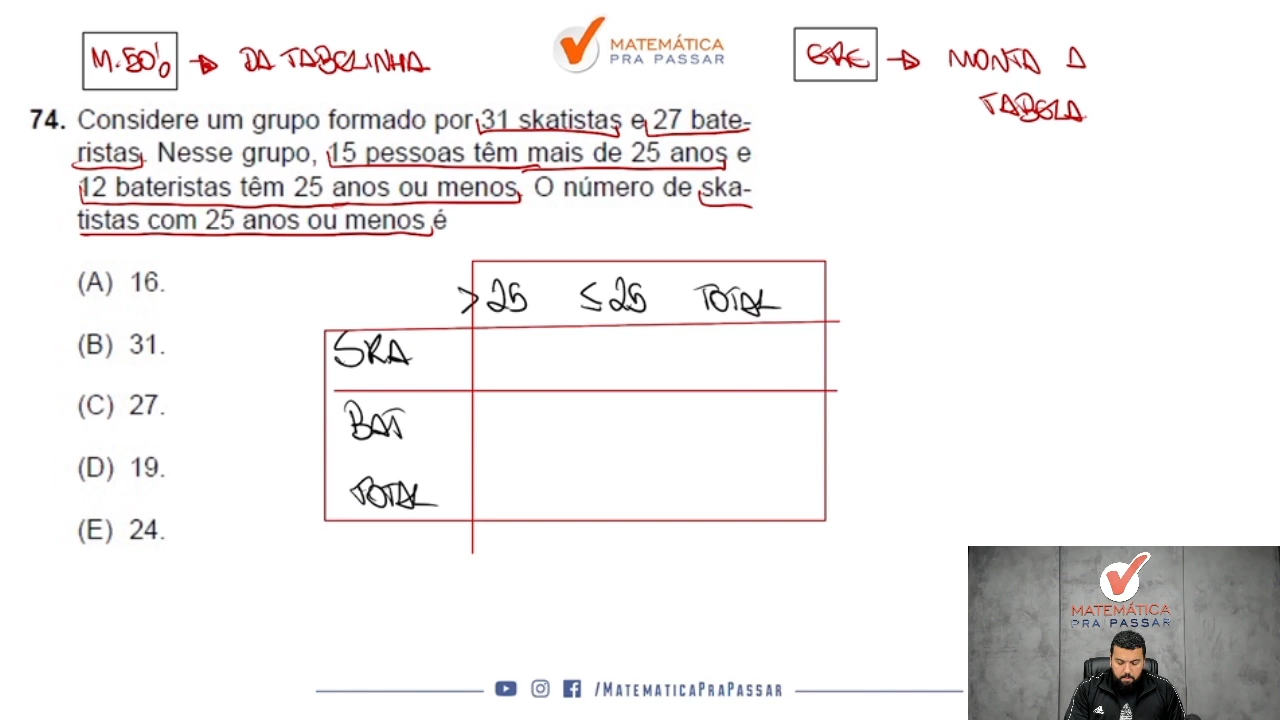 M.50%
DA TABELINHA
MATEMÁTICA
PRA PASSAR
MONTA A
TABELA
74. Considere um grupo formado por 31 skatistas e 27 bate-
ristas. Nesse grupo, 15 pessoas têm mais de 25 anos e
12 bateristas têm 25 anos ou menos. O número de ska-
tistas com 25 anos ou menos é
(A) 16.
(B) 31.
(C) 27.
(D) 19.
(E) 24.
>25 ≤25 TOTAL
SKA
BAT
TOTAL
MATEMÁTICA
PRA PASSAR
/MATEMATICAPRAPASSAR